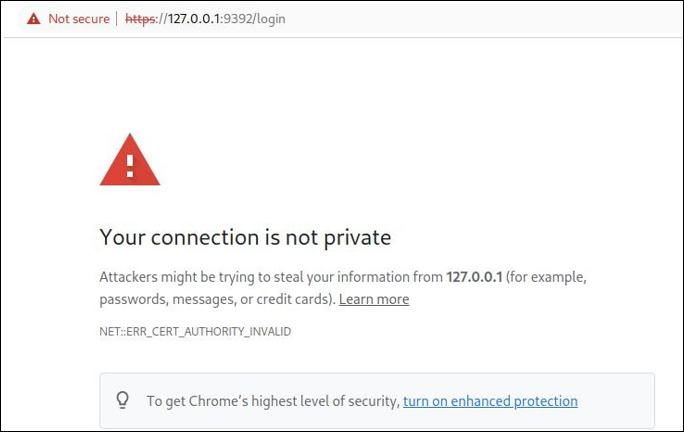 Not secure | https://127.0.0.1:9392/login
Your connection is not private
Attackers might be trying to steal your information from 127.0.0.1 (for example,
passwords, messages, or credit cards). Learn more
NET::ERR_CERT_AUTHORITY_INVALID
To get Chrome's highest level of security, turn on enhanced protection